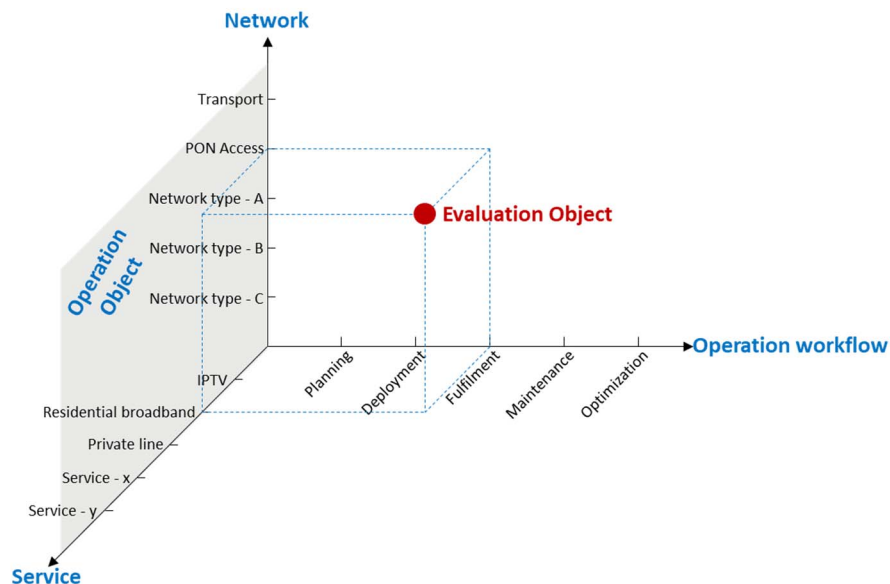 Network
Transport
PON Access
Network type - A
Evaluation Object
Network type - B
Operation
Object
Network type - C
Operation workflow
Planning
Deployment
Fulfilment
Maintenance
Optimization
IPTV
Residential broadband
Private line
Service - x
Service - y
Service